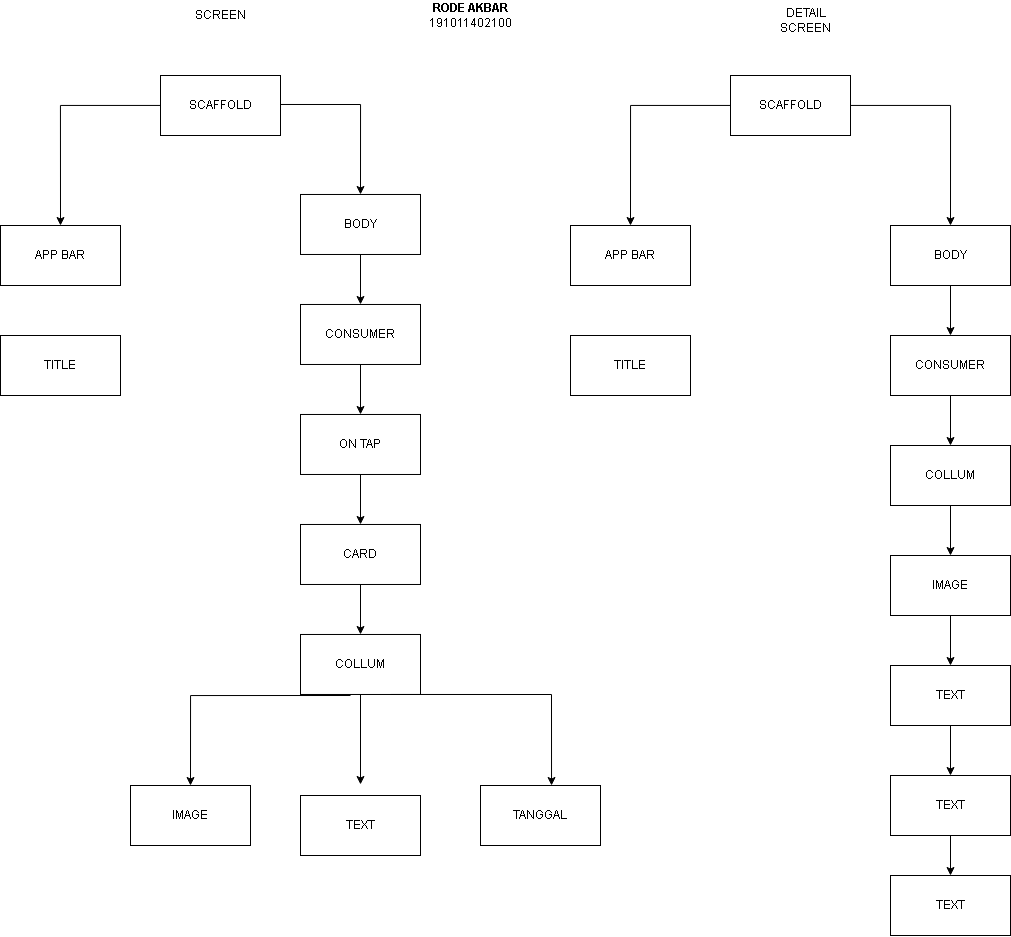 SCREEN
RODE AKBAR
191011402100
DETAIL
SCREEN
SCAFFOLD
SCAFFOLD
BODY
APP BAR
APP BAR
BODY
CONSUMER
TITLE
TITLE
CONSUMER
ON TAP
COLLUM
CARD
IMAGE
COLLUM
TEXT
IMAGE
TEXT
TANGGAL
TEXT
TEXT